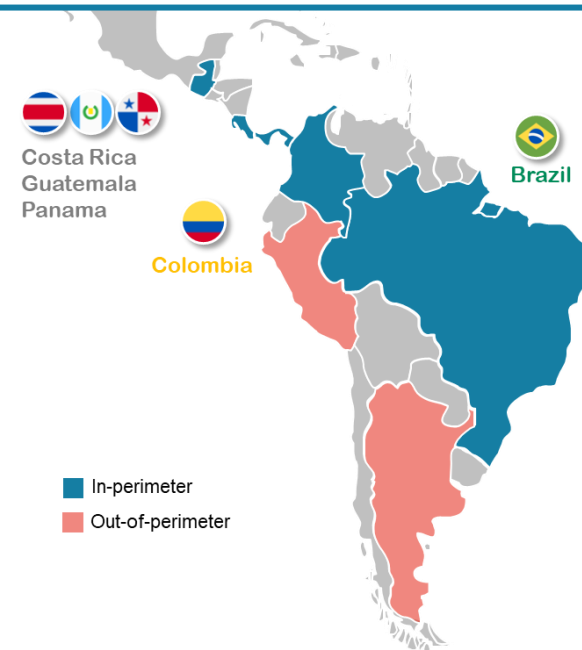 Costa Rica
Guatemala
Panama
Brazil
Colombia
In-perimeter
Out-of-perimeter